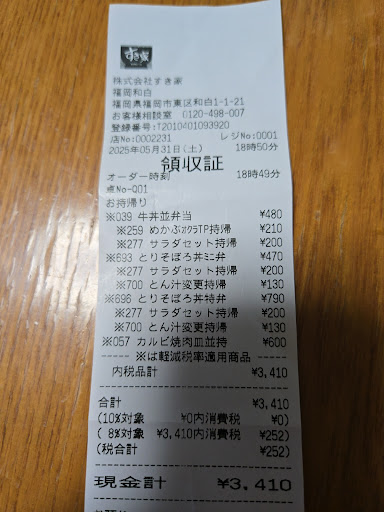 すき家
株式会社すき家
福岡和白
福岡県福岡市東区和白1-1-21
お客様相談室 0120-498-007
登録番号:T2010401093920
店No:0002231 レジNo:0001
2025年05月31日(土) 18時50分
領収証
オーダー時刻 18時49分
卓No-001
お持帰り
※039 牛丼並弁当 ¥480
※259 めかぶオクラTP持帰 ¥210
※277 サラダセット持帰 ¥200
※693 とりそぼろ丼ミニ弁 ¥470
※277 サラダセット持帰 ¥200
※700 とん汁変更持帰 ¥130
※696 とりそぼろ丼特弁 ¥790
※277 サラダセット持帰 ¥200
※700 とん汁変更持帰 ¥130
※057 カルビ焼肉皿並持 ¥600
※は軽減税率適用商品
内税品計 ¥3,410
合計 ¥3,410
(10%対象 ¥0内消費税 ¥0)
( 8%対象 ¥3,410内消費税 ¥252)
(税合計 ¥252)
現金計 ¥3,410